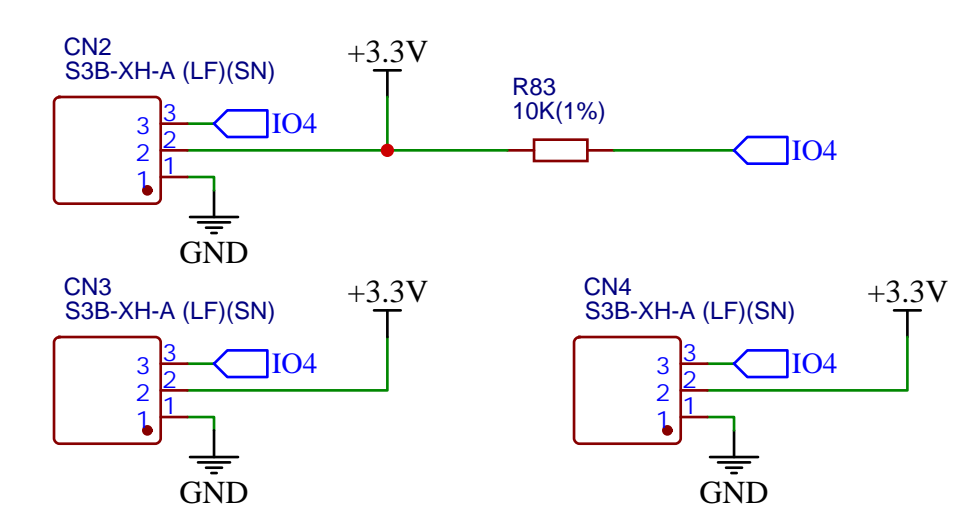 CN2
S3B-XH-A (LF)(SN)
+3.3V
R83
10K(1%)
3 3 IO4
2 2 IO4
1 1
GND
CN3
S3B-XH-A (LF)(SN)
+3.3V
3 3 IO4
2 2
1 1
GND
CN4
S3B-XH-A (LF)(SN)
+3.3V
3 3 IO4
2 2
1 1
GND